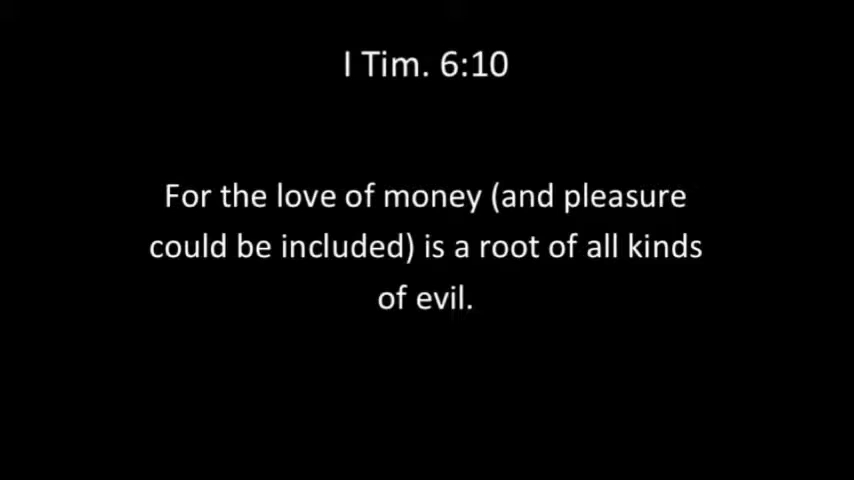 I Tim. 6:10
For the love of money (and pleasure
could be included) is a root of all kinds
of evil.